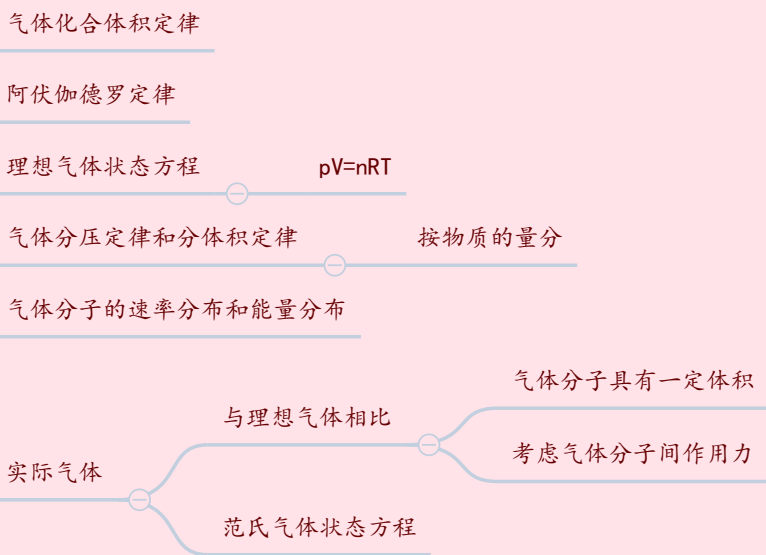 气体化合体积定律
阿伏伽德罗定律
理想气体状态方程
pV=nRT
气体分压定律和分体积定律
按物质的量分
气体分子的速率分布和能量分布
实际气体
与理想气体相比
气体分子具有一定体积
考虑气体分子间作用力
范氏气体状态方程